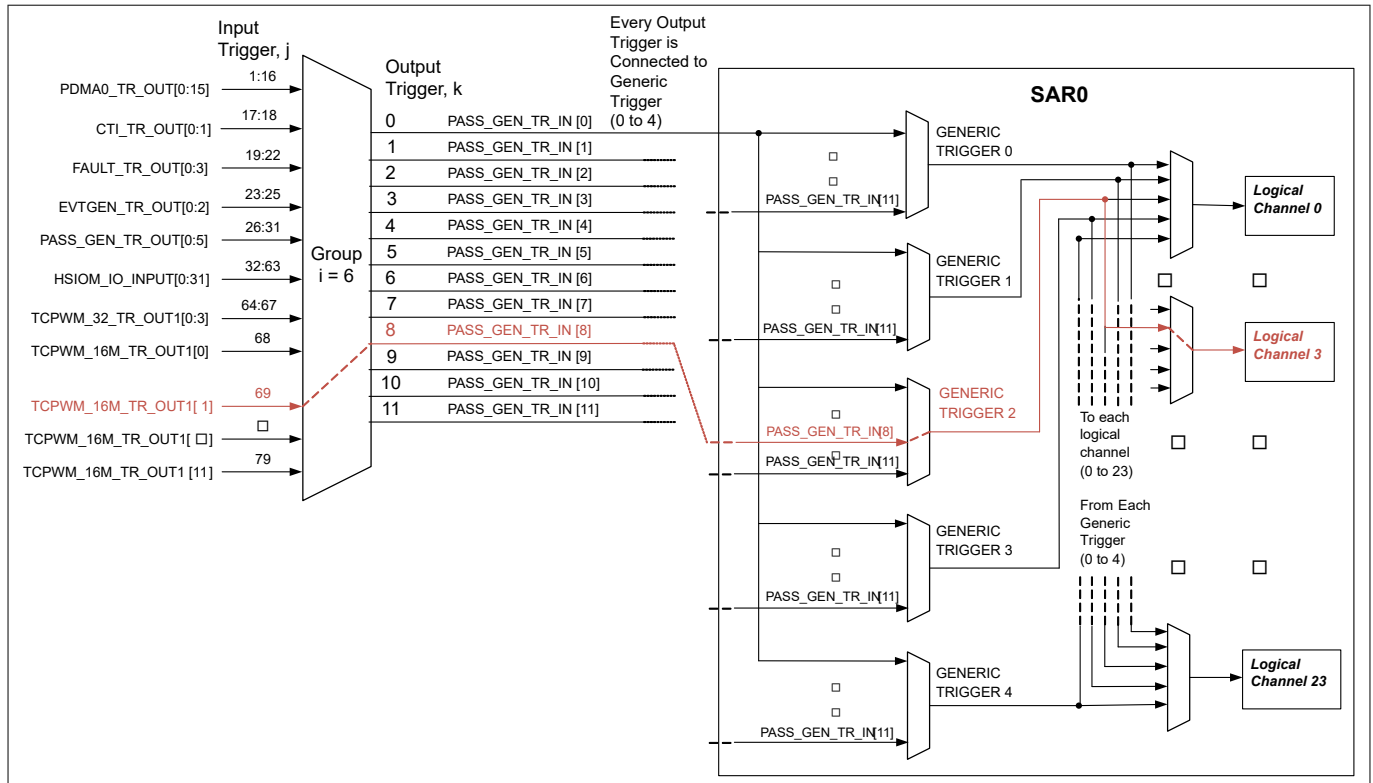 Input
Trigger, j
PDMA0_TR_OUT[0:15]
1:16
CTI_TR_OUT[0:1]
17:18
FAULT_TR_OUT[0:3]
19:22
EVTGEN_TR_OUT[0:2]
23:25
PASS_GEN_TR_OUT[0:5]
26:31
HSIOM_IO_INPUT[0:31]
32:63
TCPWM_32_TR_OUT1[0:3]
64:67
TCPWM_16M_TR_OUT1[0]
68
TCPWM_16M_TR_OUT1[ 1]
69
TCPWM_16M_TR_OUT1[ □]
□
TCPWM_16M_TR_OUT1 [11]
79
Group
i = 6
Output
Trigger, k
0 PASS_GEN_TR_IN [0]
1 PASS_GEN_TR_IN [1]
2 PASS_GEN_TR_IN [2]
3 PASS_GEN_TR_IN [3]
4 PASS_GEN_TR_IN [4]
5 PASS_GEN_TR_IN [5]
6 PASS_GEN_TR_IN [6]
7 PASS_GEN_TR_IN [7]
8 PASS_GEN_TR_IN [8]
9 PASS_GEN_TR_IN [9]
10 PASS_GEN_TR_IN [10]
11 PASS_GEN_TR_IN [11]
Every Output
Trigger is
Connected to
Generic
Trigger
(0 to 4)
SAR0
PASS_GEN_TR_IN[11]
GENERIC
TRIGGER 0
PASS_GEN_TR_IN[11]
GENERIC
TRIGGER 1
PASS_GEN_TR_IN[8]
PASS_GEN_TR_IN[11]
GENERIC
TRIGGER 2
PASS_GEN_TR_IN[11]
GENERIC
TRIGGER 3
PASS_GEN_TR_IN[11]
GENERIC
TRIGGER 4
To each
logical
channel
(0 to 23)
From Each
Generic
Trigger
(0 to 4)
Logical
Channel 0
Logical
Channel 3
Logical
Channel 23